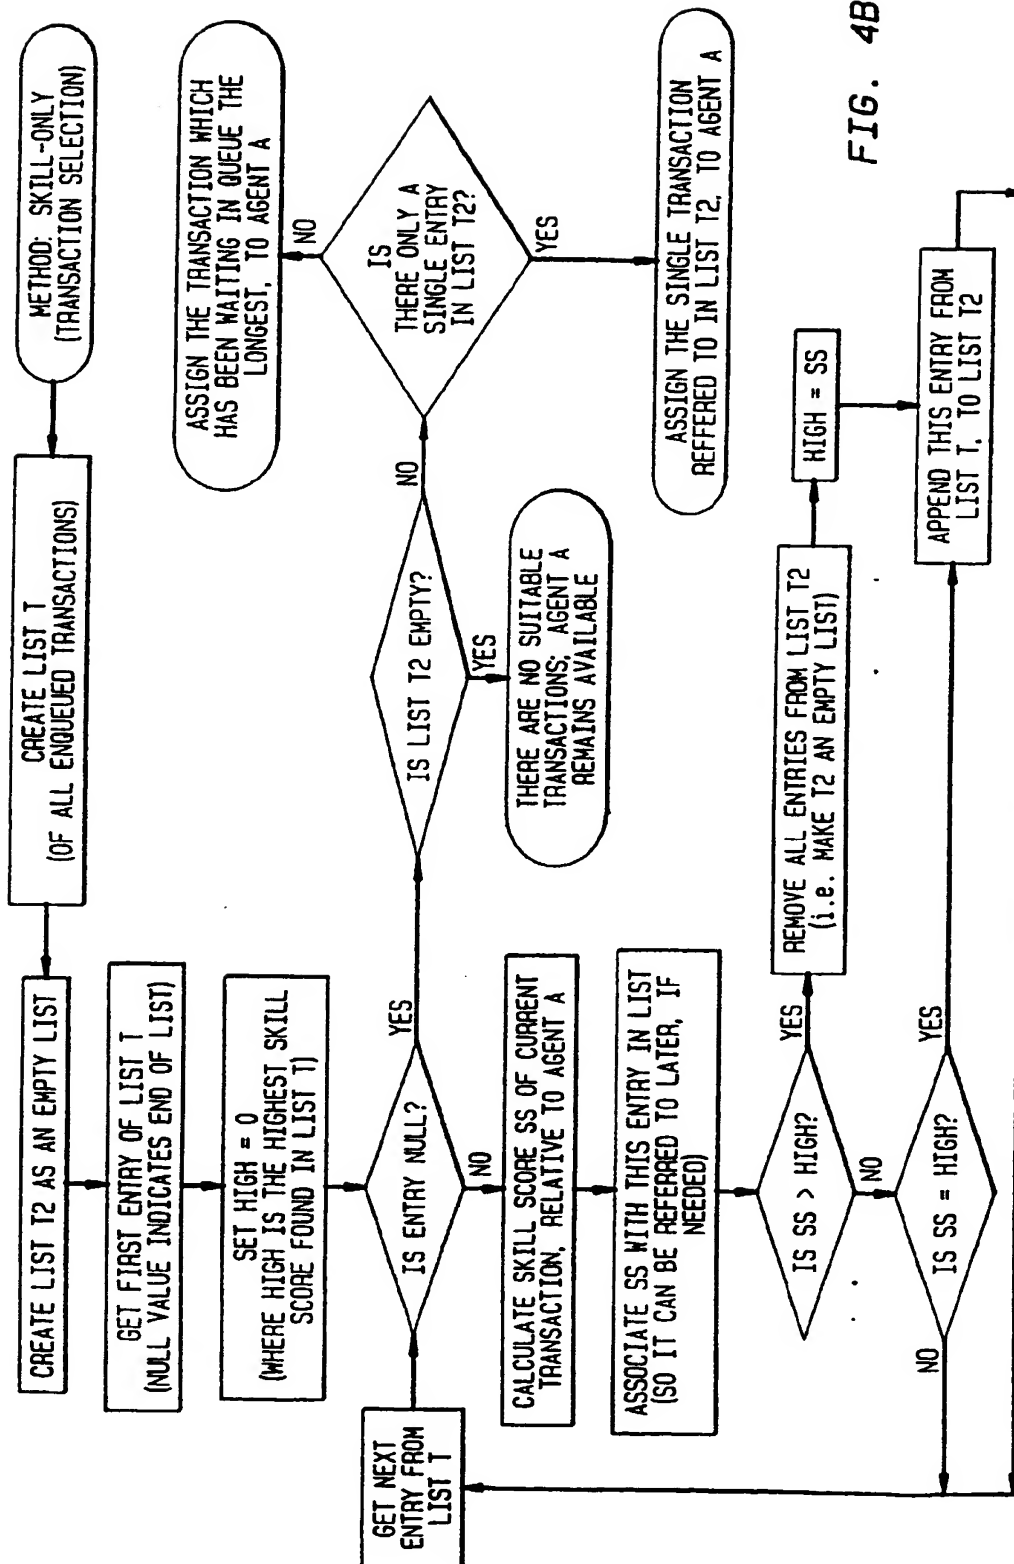 METHOD: SKILL-ONLY
(TRANSACTION SELECTION)
CREATE LIST T
(OF ALL ENQUEUED TRANSACTIONS)
CREATE LIST T2 AS AN EMPTY LIST
GET FIRST ENTRY OF LIST T
(NULL VALUE INDICATES END OF LIST)
SET HIGH = 0
(WHERE HIGH IS THE HIGHEST SKILL
SCORE FOUND IN LIST T)
GET NEXT
ENTRY FROM
LIST T
IS ENTRY NULL?
YES
NO
IS LIST T2 EMPTY?
NO
YES
THERE ARE NO SUITABLE
TRANSACTIONS; AGENT A
REMAINS AVAILABLE
IS
THERE ONLY A
SINGLE ENTRY
IN LIST T2?
NO
YES
ASSIGN THE TRANSACTION WHICH
HAS BEEN WAITING IN QUEUE THE
LONGEST, TO AGENT A
ASSIGN THE SINGLE TRANSACTION
REFFERED TO IN LIST T2, TO AGENT A
CALCULATE SKILL SCORE SS OF CURRENT
TRANSACTION, RELATIVE TO AGENT A
ASSOCIATE SS WITH THIS ENTRY IN LIST
(SO IT CAN BE REFERRED TO LATER, IF
NEEDED)
IS SS > HIGH?
YES
NO
REMOVE ALL ENTRIES FROM LIST T2
(i.e. MAKE T2 AN EMPTY LIST)
HIGH = SS
IS SS = HIGH?
YES
NO
APPEND THIS ENTRY FROM
LIST T, TO LIST T2
FIG. 4B